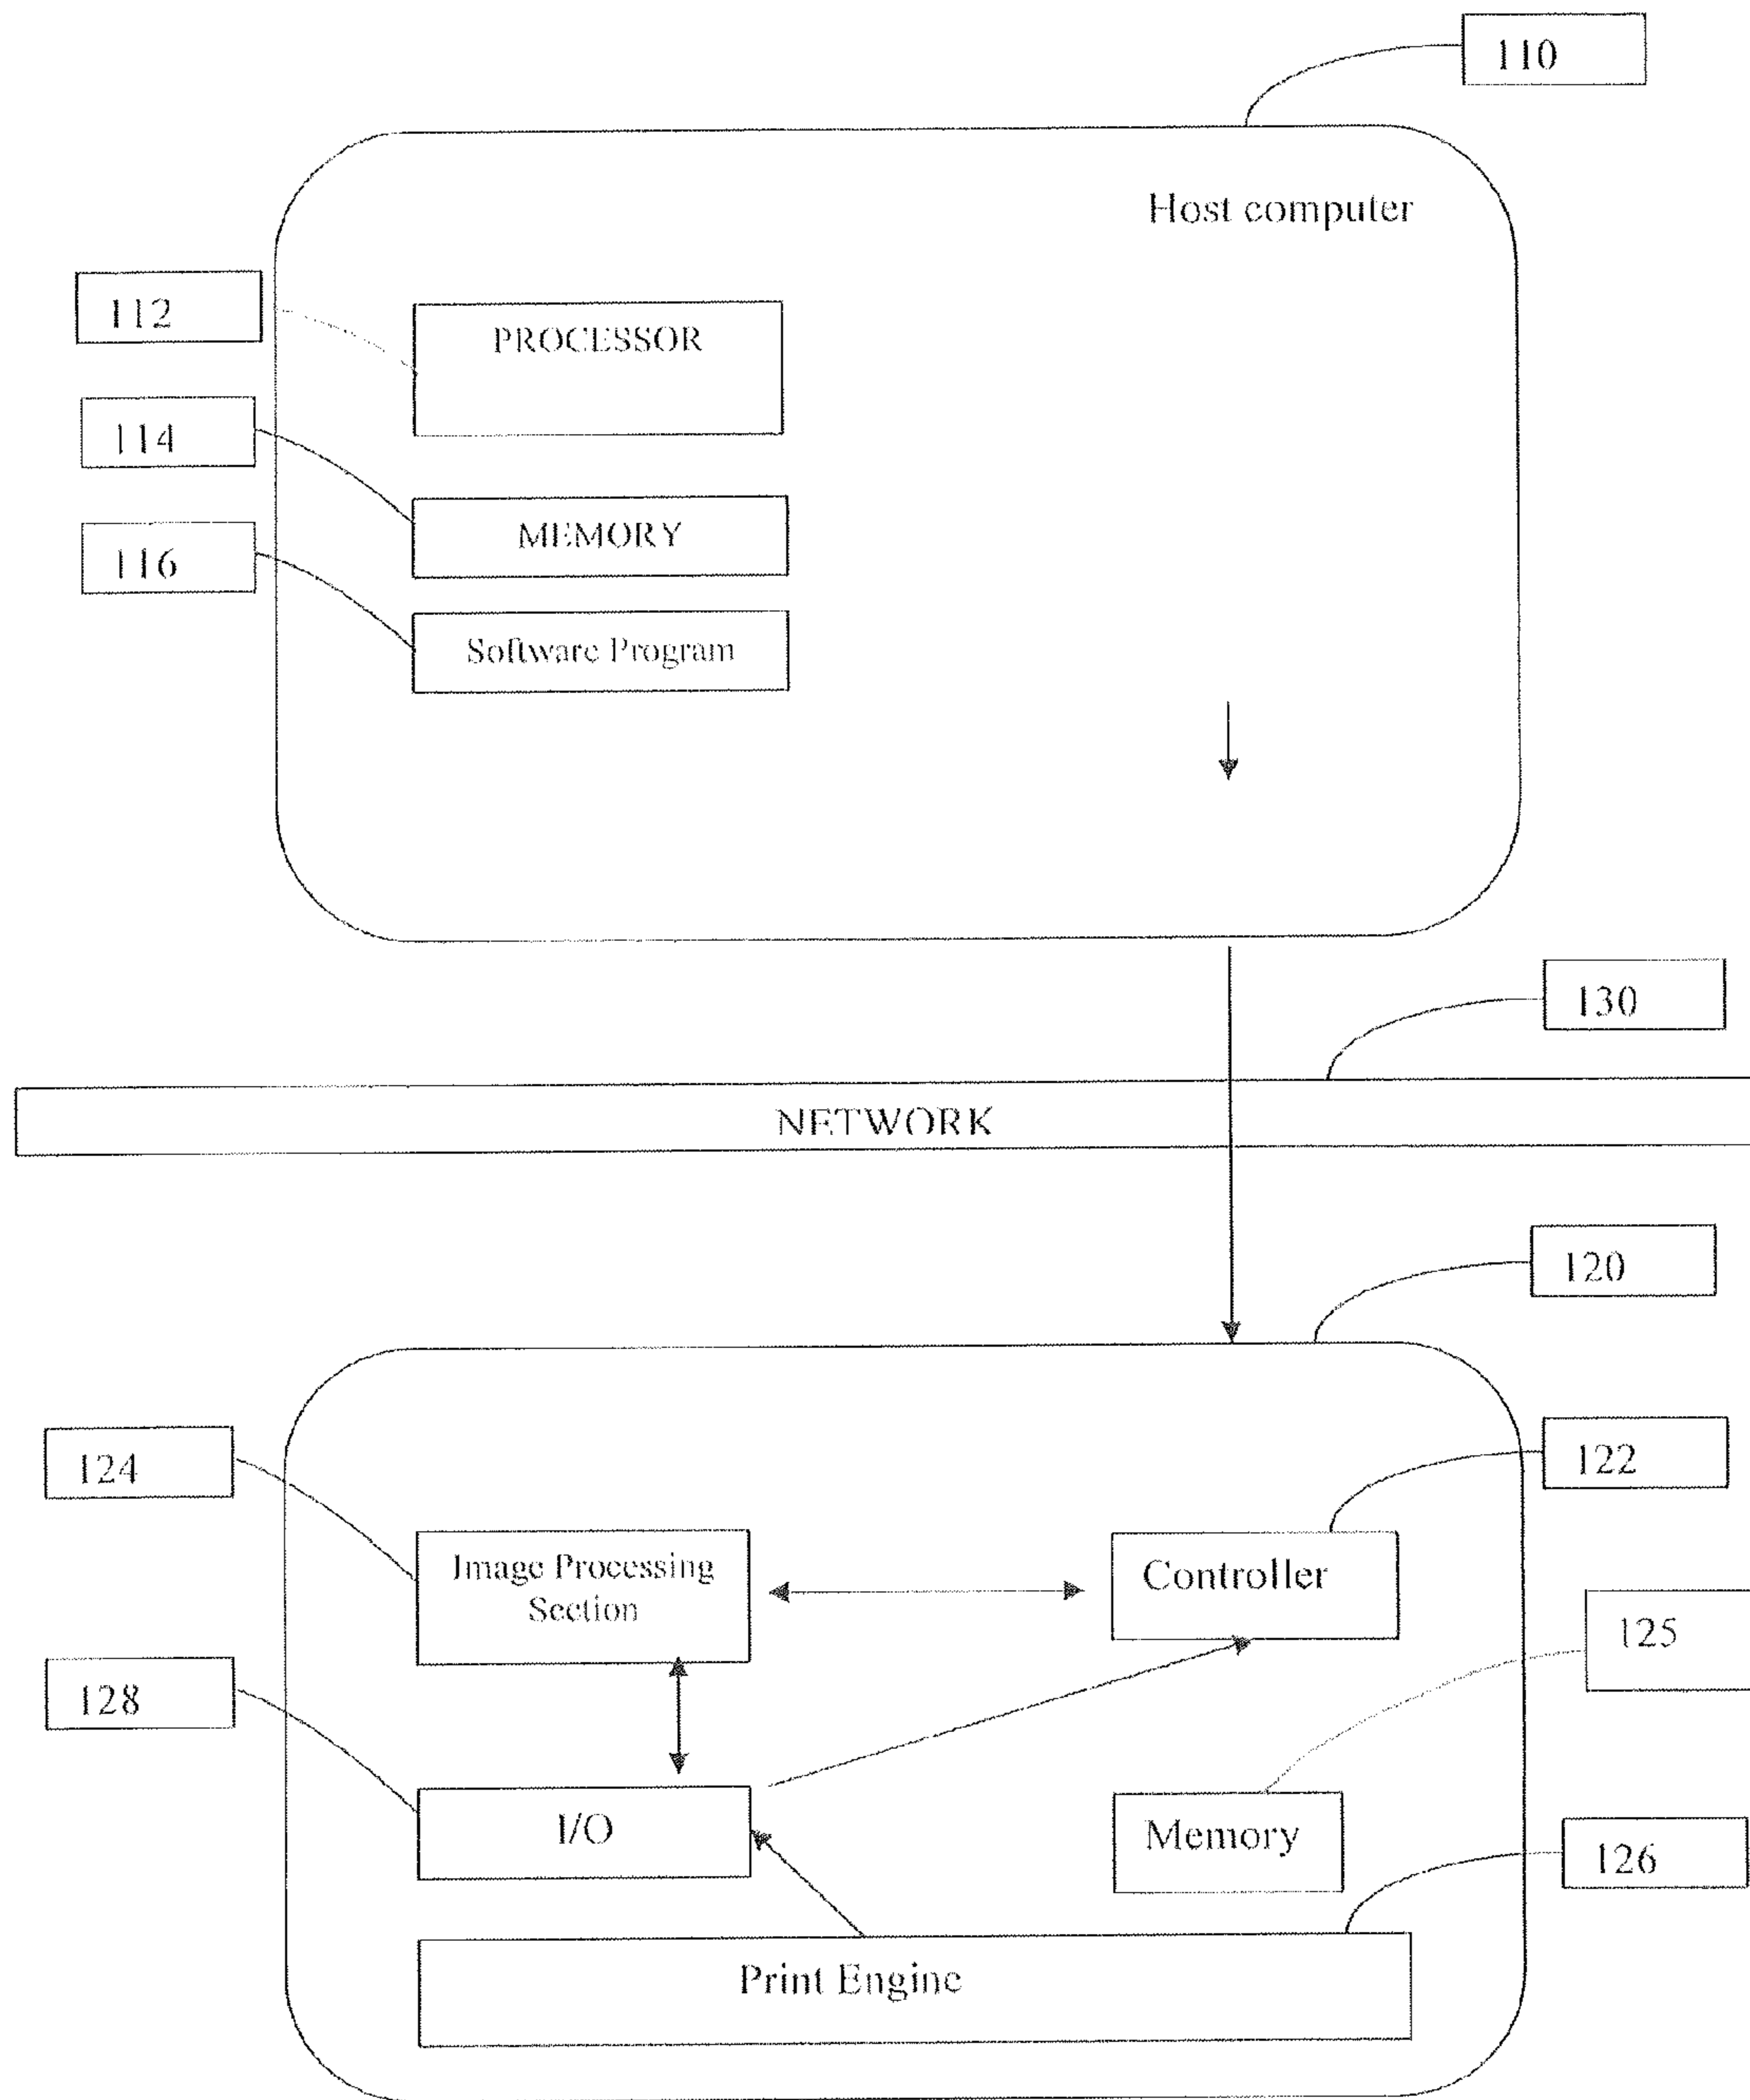 110
Host computer
112
PROCESSOR
114
MEMORY
116
Software Program
130
NETWORK
120
124
122
Image Processing
Section
Controller
125
128
I/O
Memory
126
Print Engine